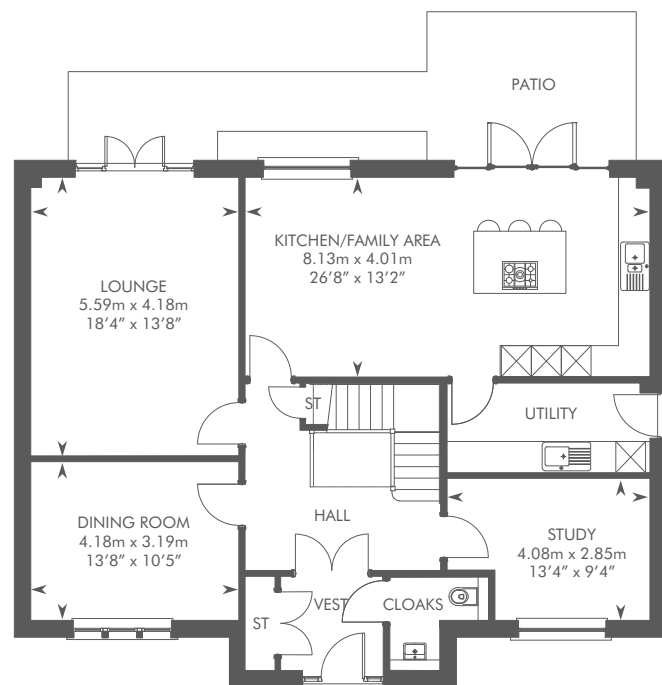 PATIO
KITCHEN/FAMILY AREA
8.13m x 4.01m
26'8" x 13'2"
LOUNGE
5.59m x 4.18m
18'4" x 13'8"
ST
UTILITY
HALL
DINING ROOM
4.18m x 3.19m
13'8" x 10'5"
STUDY
4.08m x 2.85m
13'4" x 9'4"
ST
VEST
CLOAKS